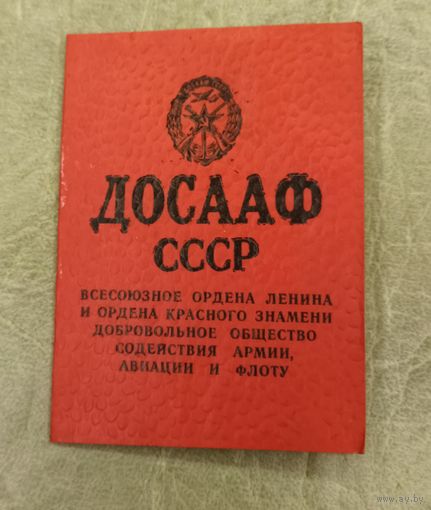 ДОСААФ
СССР
ВСЕСОЮЗНОЕ ОРДЕНА ЛЕНИНА
И ОРДЕНА КРАСНОГО ЗНАМЕНИ
ДОБРОВОЛЬНОЕ ОБЩЕСТВО
СОДЕЙСТВИЯ АРМИИ,
АВИАЦИИ И ФЛОТУ
www.ay.by